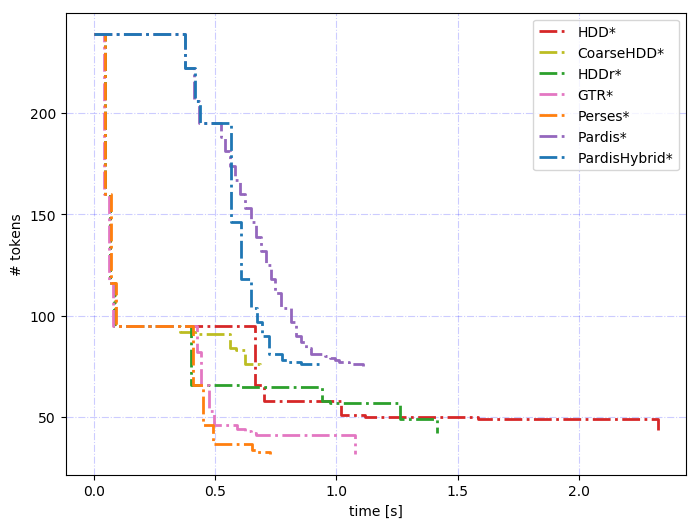 HDD*
CoarseHDD*
HDDr*
GTR*
Perses*
Pardis*
PardisHybrid*
200
150
100
50
# tokens
0.0 0.5 1.0 1.5 2.0
time [s]